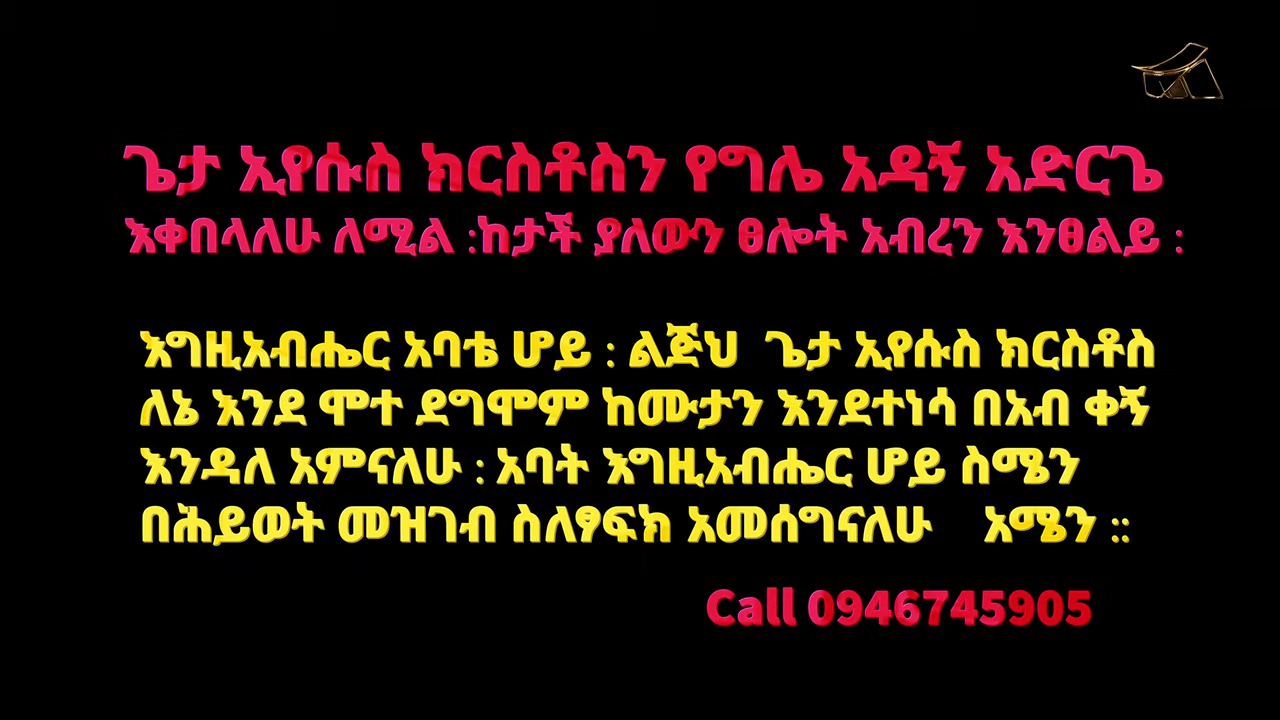 ጌታ ኢየሱስ ክርስቶስን የግሌ አዳኝ አድርጌ
እቀበላለሁ ለሚል :ከታች ያለውን ፀሎት አብረን እንፀልይ :
እግዚአብሔር አባቴ ሆይ : ልጅህ ጌታ ኢየሱስ ክርስቶስ
ለኔ እንደ ሞተ ደግሞም ከሙታን እንደተነሳ በአብ ቀኝ
እንዳለ አምናለሁ : አባት እግዚአብሔር ሆይ ስሜን
በሕይወት መዝገብ ስለፃፍክ አመሰግናለሁ አሜን ::
Call 0946745905